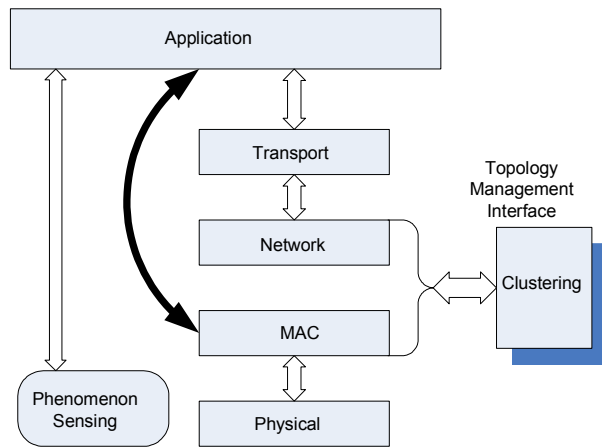 Application
Transport
Topology
Management
Interface
Network
Clustering
MAC
Phenomenon
Sensing
Physical